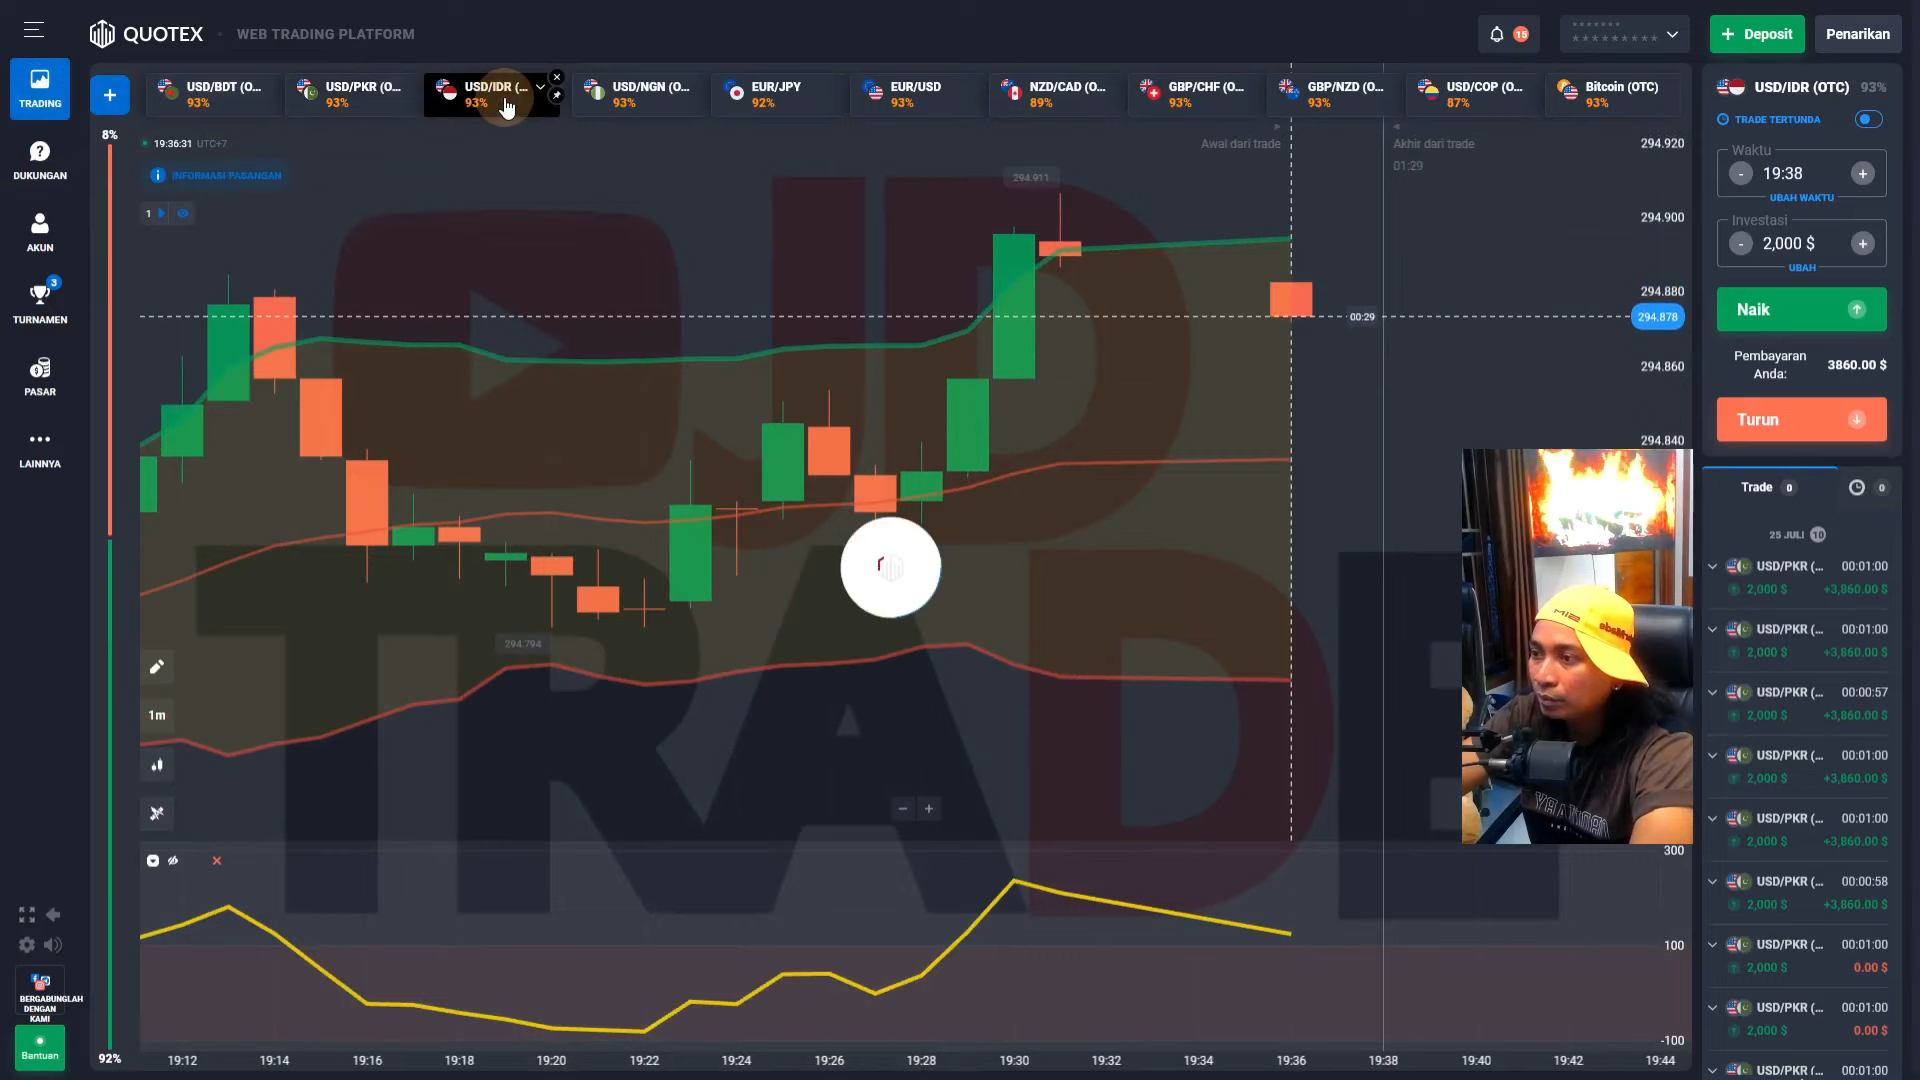 QUOTEX
WEB TRADING PLATFORM
15
*******
*********
+ Deposit
Penarikan
TRADING
DUKUNGAN
AKUN
3
TURNAMEN
PASAR
LAINNYA
BERGABUNGLAH
DENGAN
KAMI
Bantuan
+
USD/BDT (O...
93%
USD/PKR (O...
93%
USD/IDR (...
93%
USD/NGN (O...
93%
EUR/JPY
92%
EUR/USD
93%
NZD/CAD (O...
89%
GBP/CHF (O...
93%
GBP/NZD (O...
93%
USD/COP (O...
87%
Bitcoin (OTC)
93%
8%
92%
19:36:31 UTC+7
INFORMASI PASANGAN
1
Awal dari trade
Akhir dari trade
01:29
294.911
294.794
00:29
JD
TRADE
1m
294.920
294.900
294.880
294.878
294.860
294.840
300
100
-100
19:12
19:14
19:16
19:18
19:20
19:22
19:24
19:26
19:28
19:30
19:32
19:34
19:36
19:38
19:40
19:42
19:44
USD/IDR (OTC) 93%
TRADE TERTUNDA
Waktu
- 19:38 +
UBAH WAKTU
Investasi
- 2,000 $ +
UBAH
Naik
Pembayaran
Anda:
3860.00 $
Turun
Trade 0
0
25 JULI 10
USD/PKR (... 00:01:00
2,000 $ +3,860.00 $
USD/PKR (... 00:01:00
2,000 $ +3,860.00 $
USD/PKR (... 00:00:57
2,000 $ +3,860.00 $
USD/PKR (... 00:01:00
2,000 $ +3,860.00 $
USD/PKR (... 00:01:00
2,000 $ +3,860.00 $
USD/PKR (... 00:00:58
2,000 $ +3,860.00 $
USD/PKR (... 00:01:00
2,000 $ 0.00 $
USD/PKR (... 00:01:00
2,000 $ 0.00 $
USD/PKR (... 00:01:00